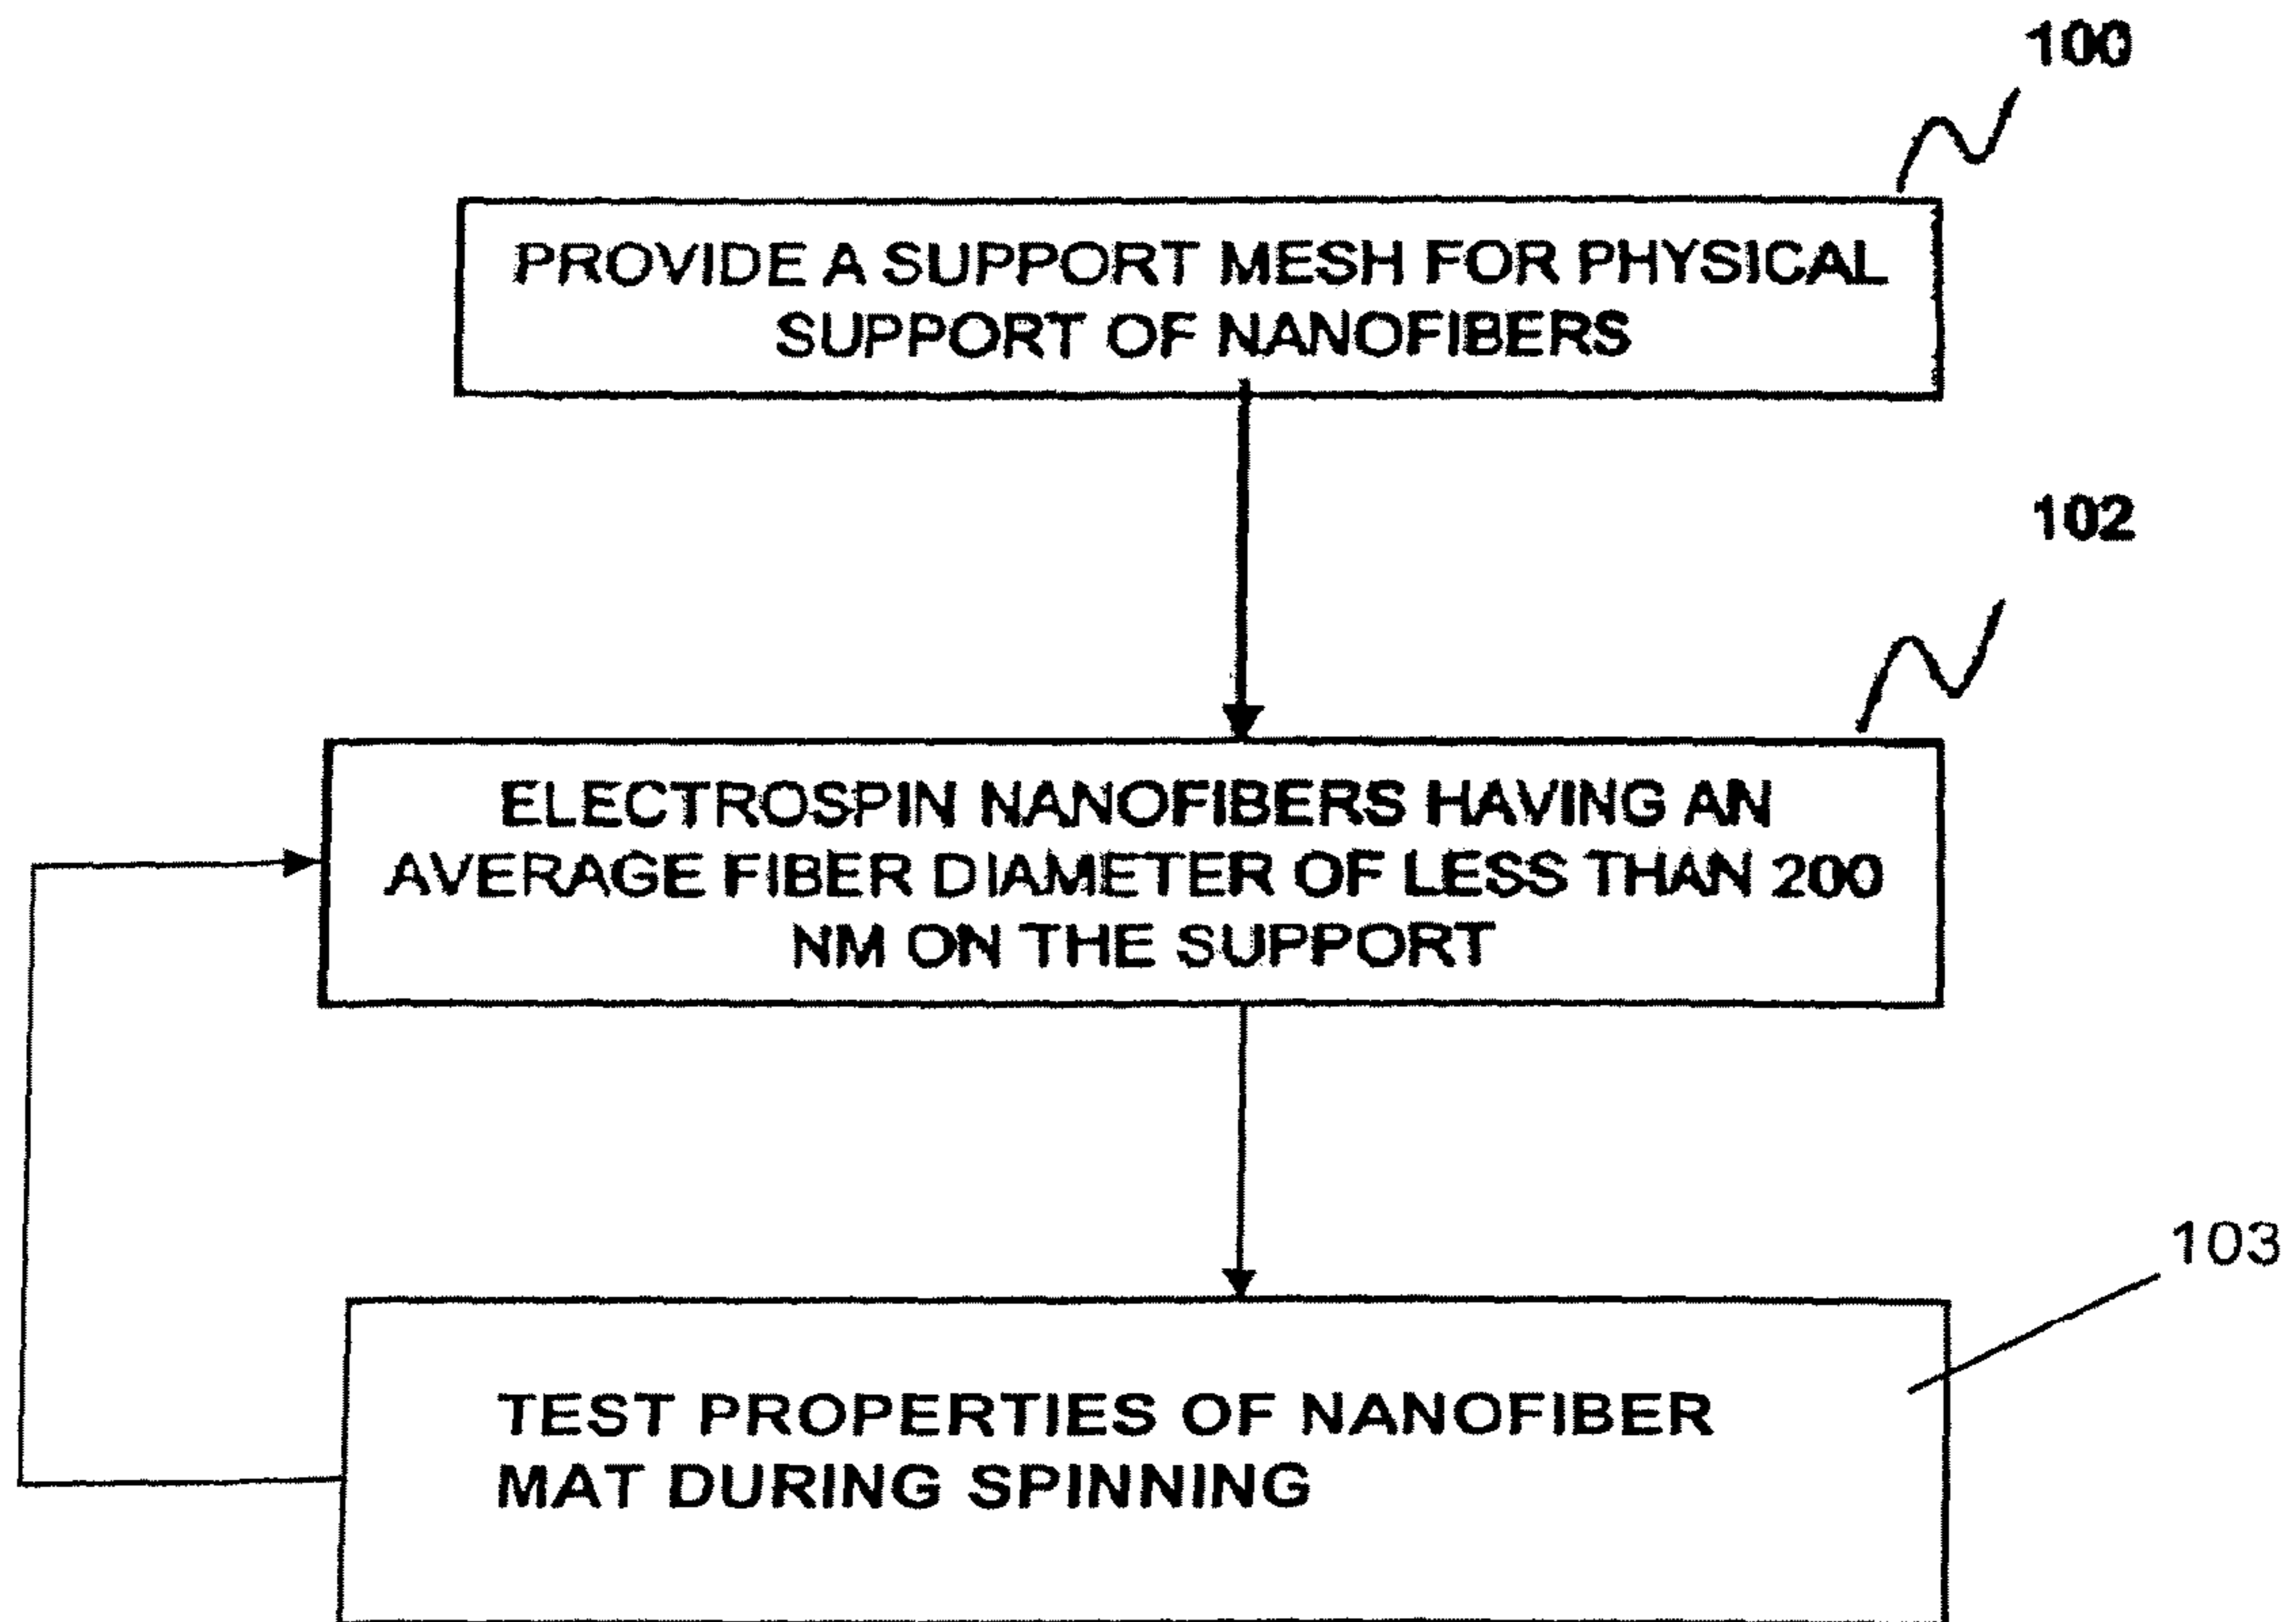 100
PROVIDE A SUPPORT MESH FOR PHYSICAL
SUPPORT OF NANOFIBERS
102
ELECTROSPIN NANOFIBERS HAVING AN
AVERAGE FIBER DIAMETER OF LESS THAN 200
NM ON THE SUPPORT
103
TEST PROPERTIES OF NANOFIBER
MAT DURING SPINNING